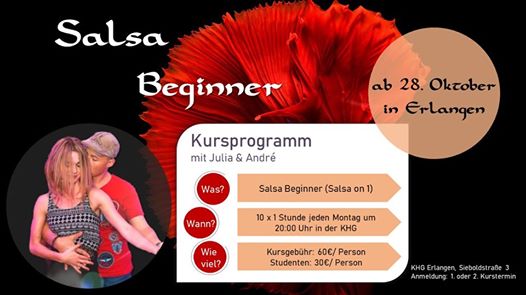 Salsa
Beginner
ab 28. Oktober
in Erlangen
Kursprogramm
mit Julia & André
Was?
Salsa Beginner (Salsa on 1)
Wann?
10 x 1 Stunde jeden Montag um
20:00 Uhr in der KHG
Wie
viel?
Kursgebühr: 60€/ Person
Studenten: 30€/ Person
KHG Erlangen, Sieboldstraße 3
Anmeldung: 1. oder 2. Kurstermin